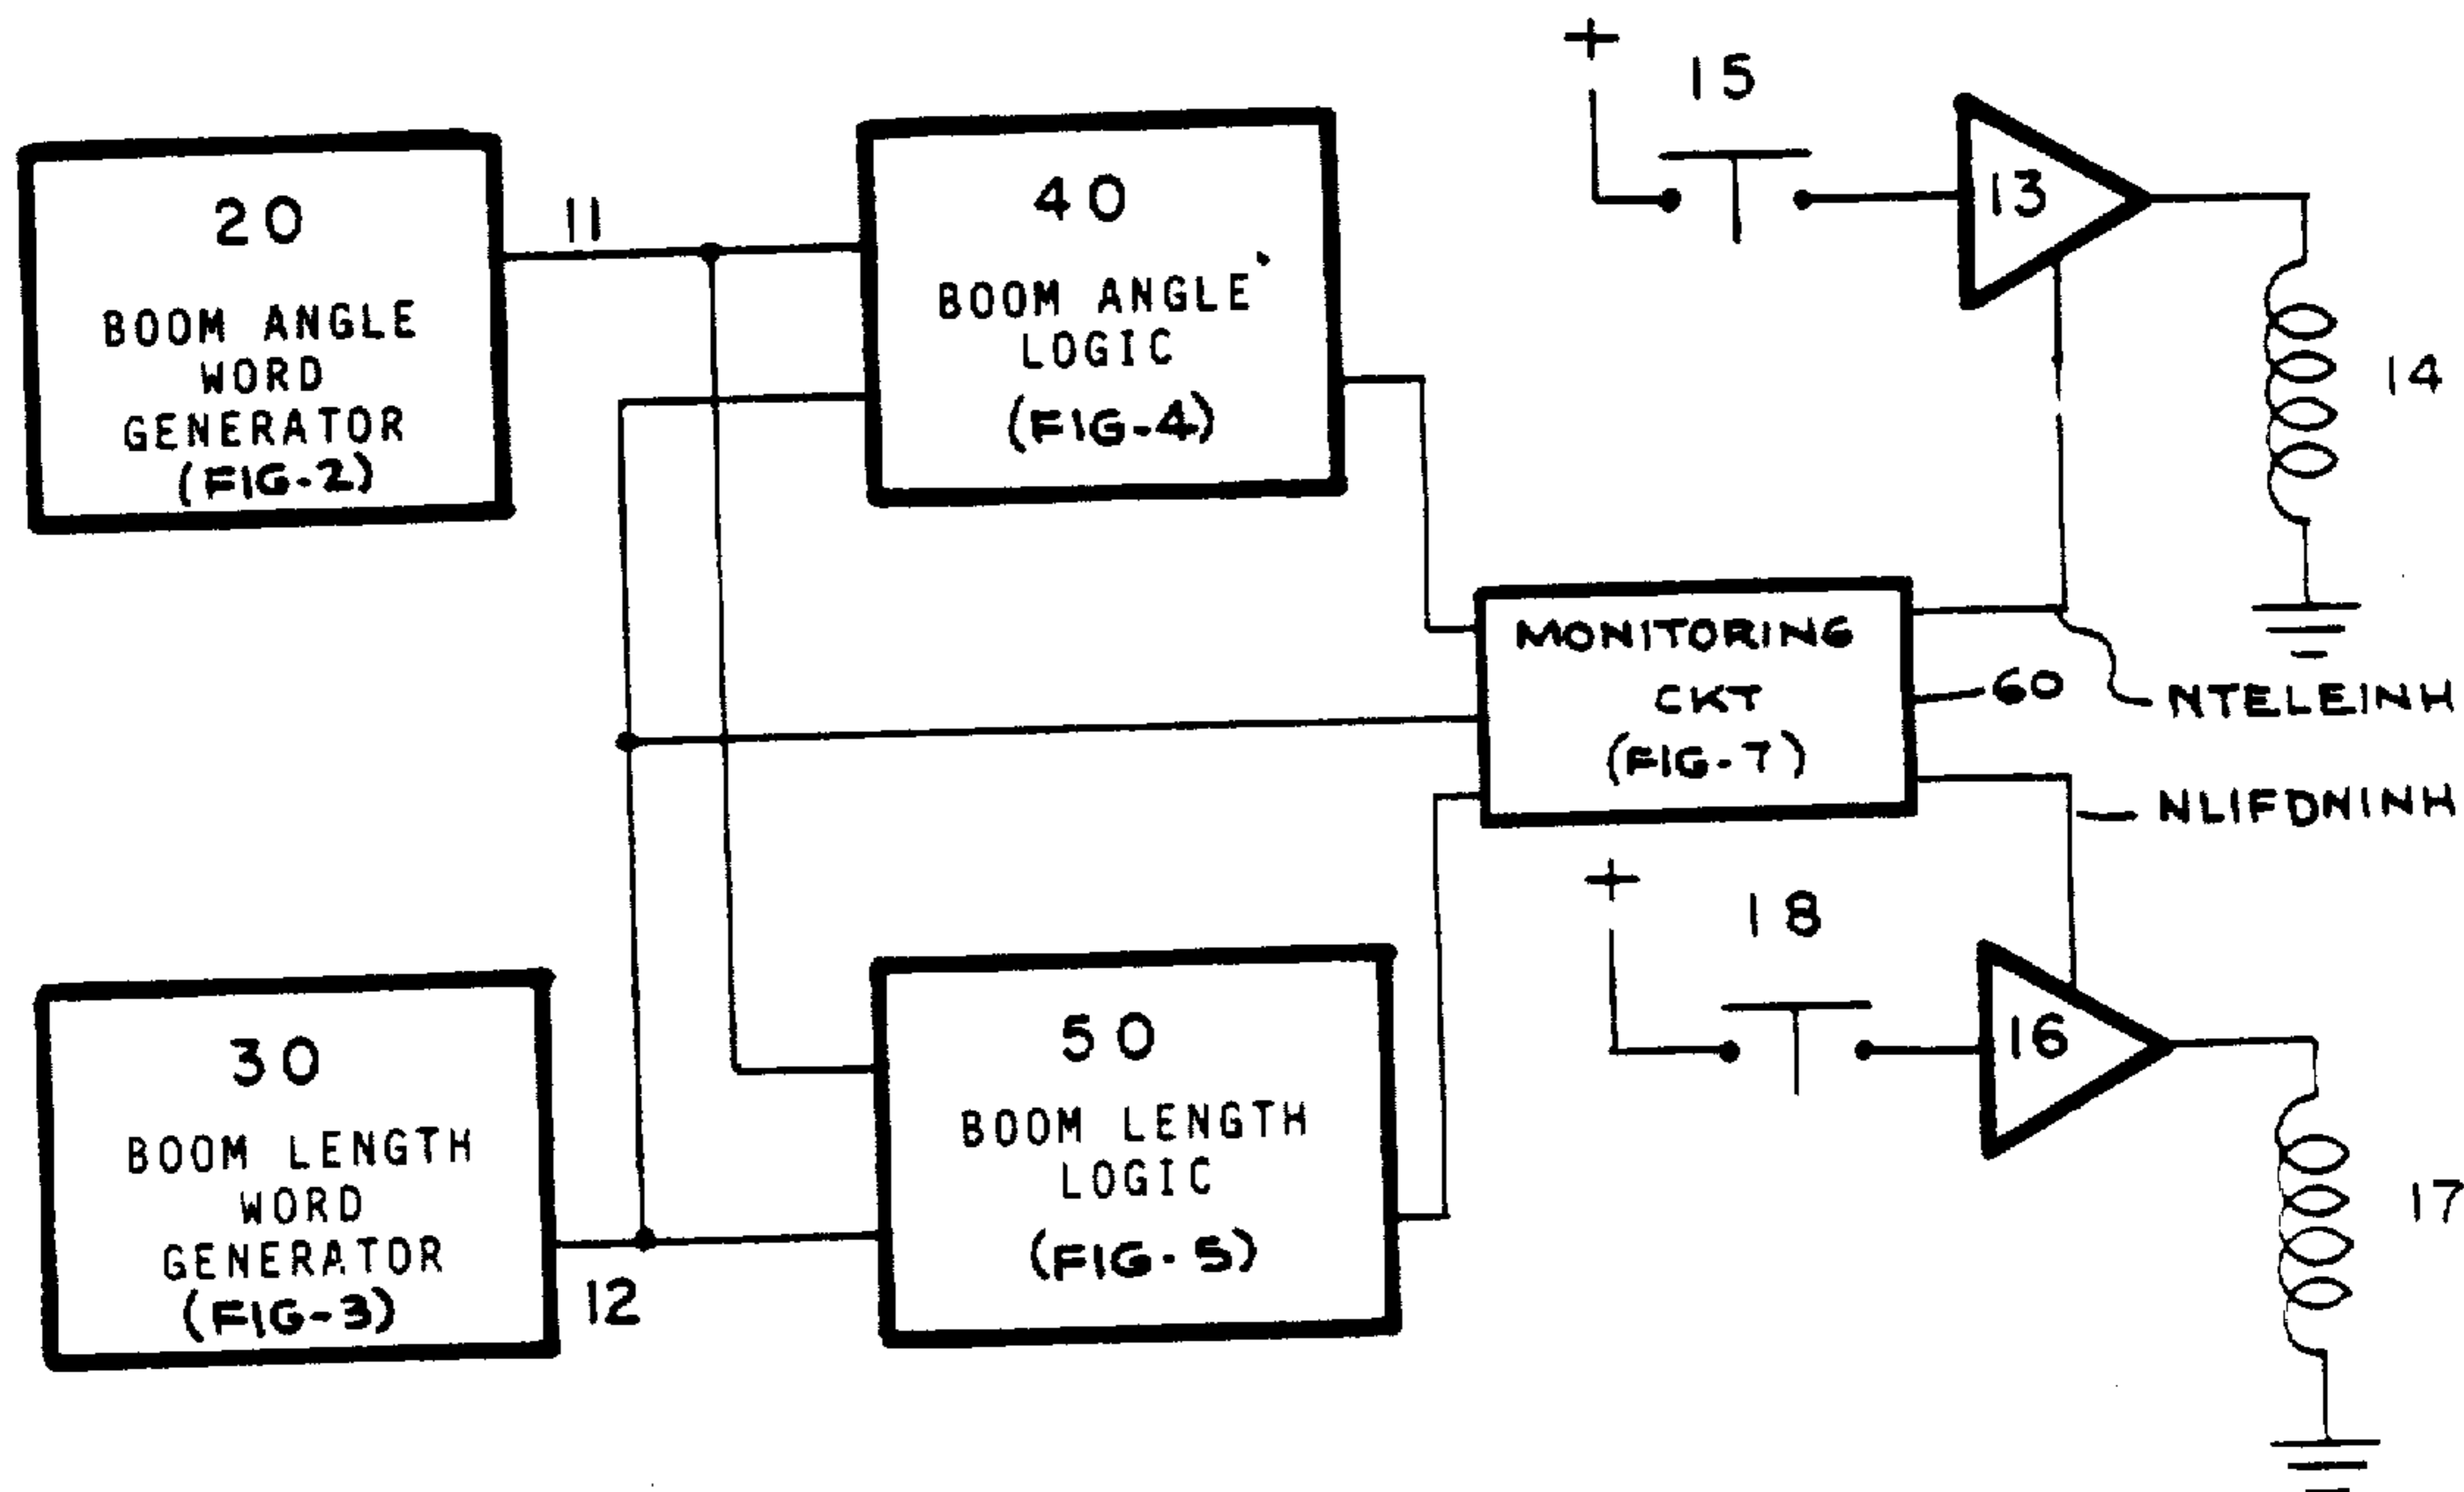 20
BOOM ANGLE
WORD
GENERATOR
(FIG-2)
11
40
BOOM ANGLE
LOGIC
(FIG-4)
+
15
13
14
MONITORING
CKT
(FIG-7)
60
NTELEINH
NLIFDNINH
30
BOOM LENGTH
WORD
GENERATOR
(FIG-3)
12
50
BOOM LENGTH
LOGIC
(FIG-5)
+
18
16
17